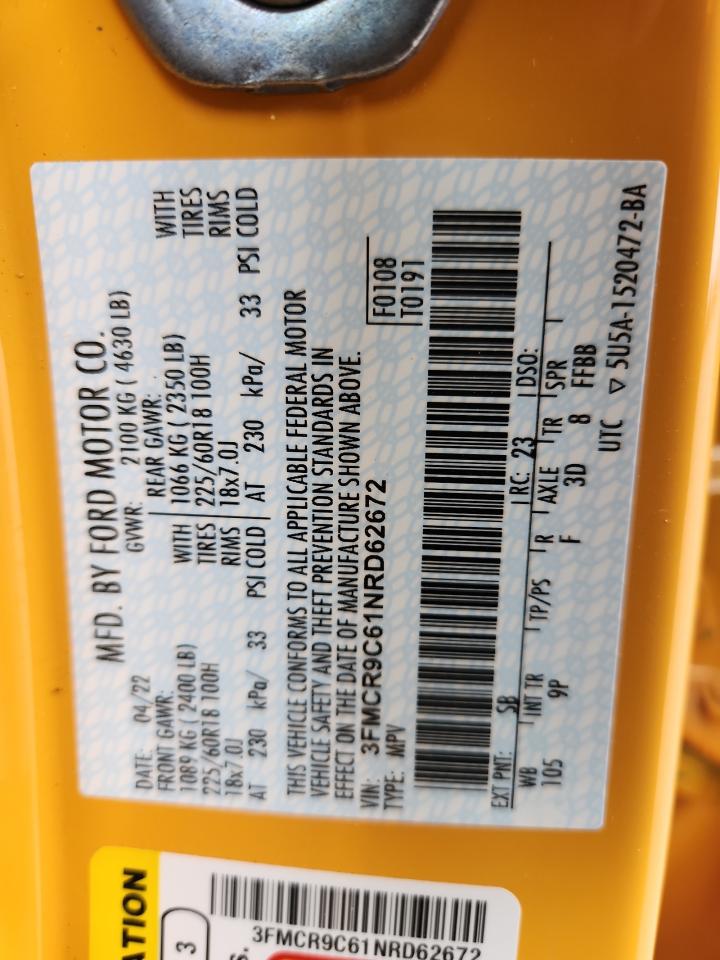 MFD. BY FORD MOTOR CO.
DATE: 04/22 GVWR: 2100 KG ( 4630 LB)
FRONT GAWR: REAR GAWR:
1089 KG ( 2400 LB) WITH 1066 KG ( 2350 LB) WITH
225/60R18 100H TIRES 225/60R18 100H TIRES
18x7.0J RIMS 18x7.0J RIMS
AT 230 kPa/ 33 PSI COLD AT 230 kPa/ 33 PSI COLD
THIS VEHICLE CONFORMS TO ALL APPLICABLE FEDERAL MOTOR
VEHICLE SAFETY AND THEFT PREVENTION STANDARDS IN
EFFECT ON THE DATE OF MANUFACTURE SHOWN ABOVE.
VIN: 3FMCR9C61NRD62672 F0108
TYPE: MPV T0191
EXT PNT: SB RC: 23 DSO:
WB INT TR TP/PS R AXLE TR SPR
105 9P F 3D 8 FFBB
UTC ▽ 5U5A-1520472-BA
ATION
3
S.
3FMCR9C61NRD62672